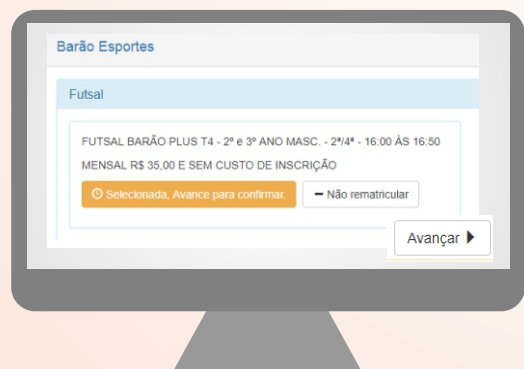 Barão Esportes
Futsal
FUTSAL BARÃO PLUS T4 - 2º e 3º ANO MASC. - 2ª/4ª - 16:00 ÀS 16:50
MENSAL R$ 35,00 E SEM CUSTO DE INSCRIÇÃO
Selecionada, Avance para confirmar.
Não rematricular
Avançar